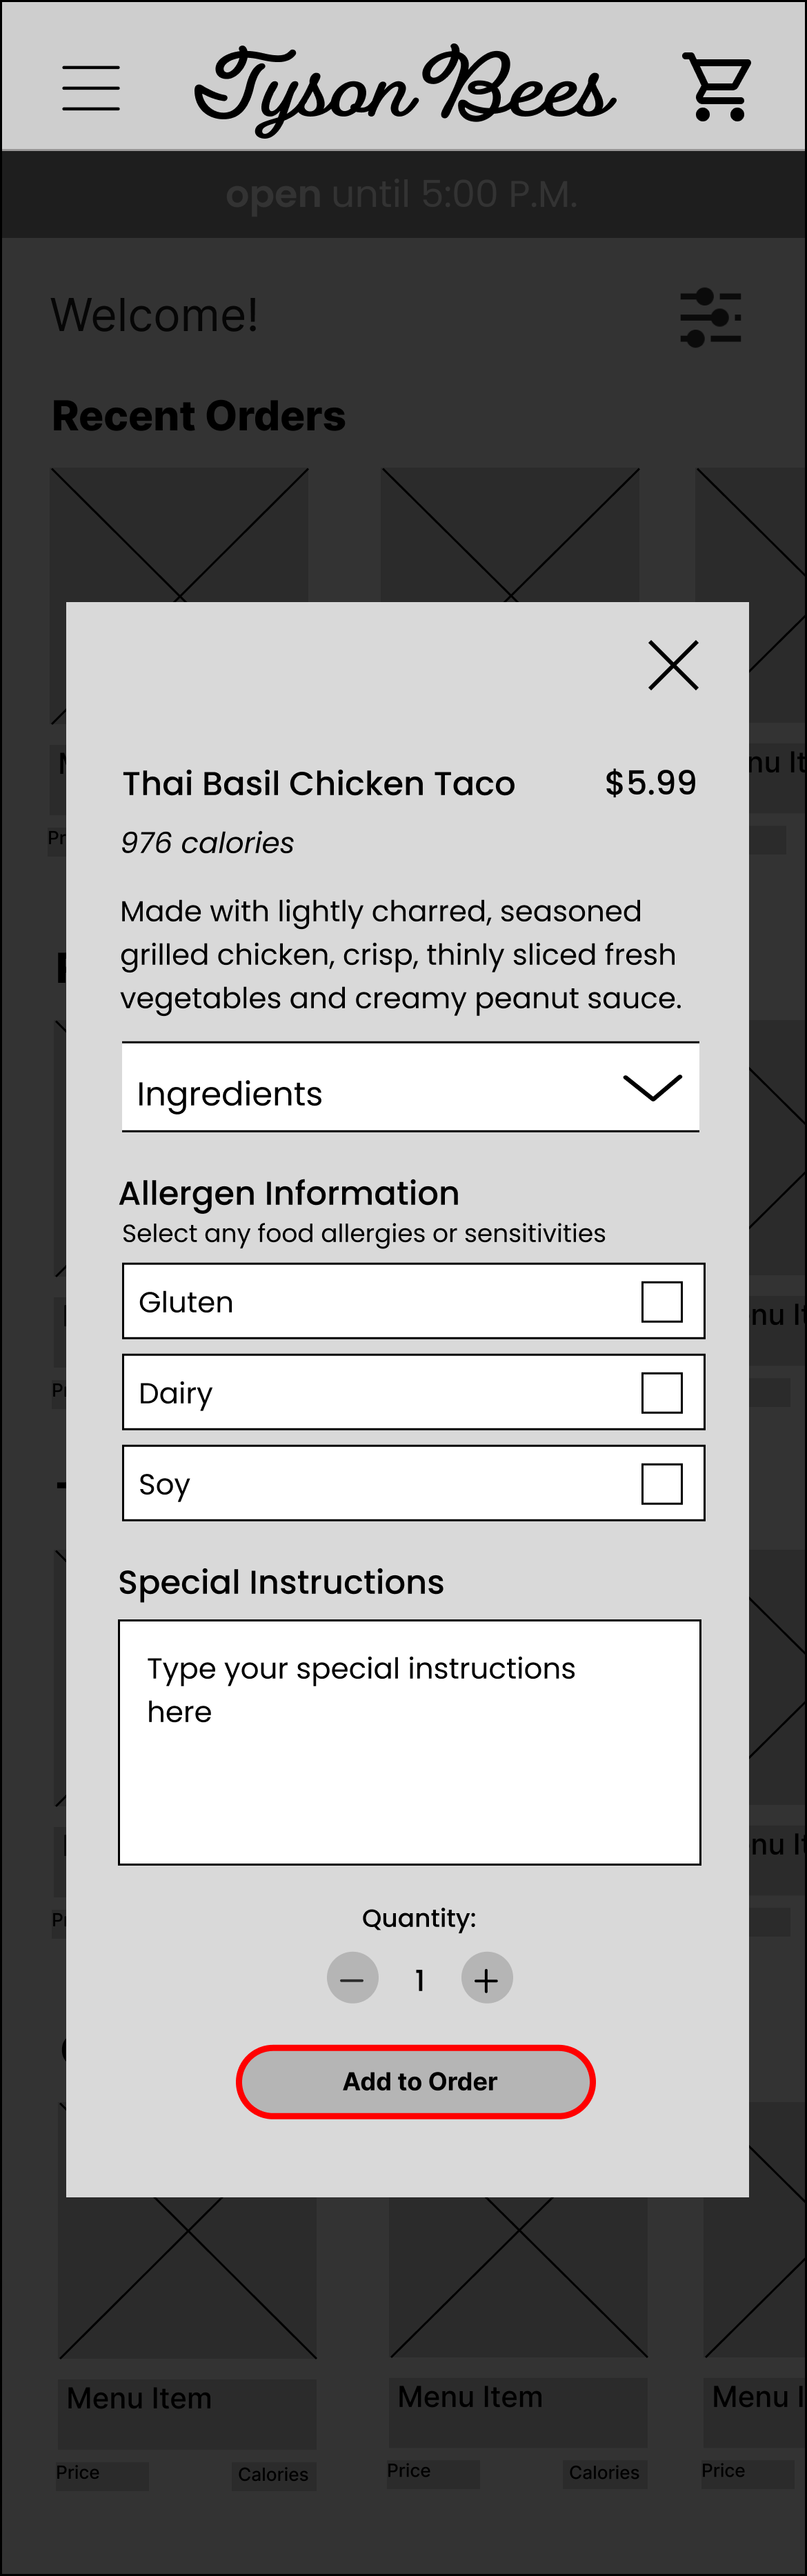 Tyson Bees
open until 5:00 P.M.
Welcome!
Recent Orders
Thai Basil Chicken Taco $5.99
976 calories
Made with lightly charred, seasoned
grilled chicken, crisp, thinly sliced fresh
vegetables and creamy peanut sauce.
Ingredients
Allergen Information
Select any food allergies or sensitivities
Gluten
Dairy
Soy
Special Instructions
Type your special instructions
here
Quantity:
1
Add to Order
Menu Item Menu Item Menu I
Price Calories Price Calories Price